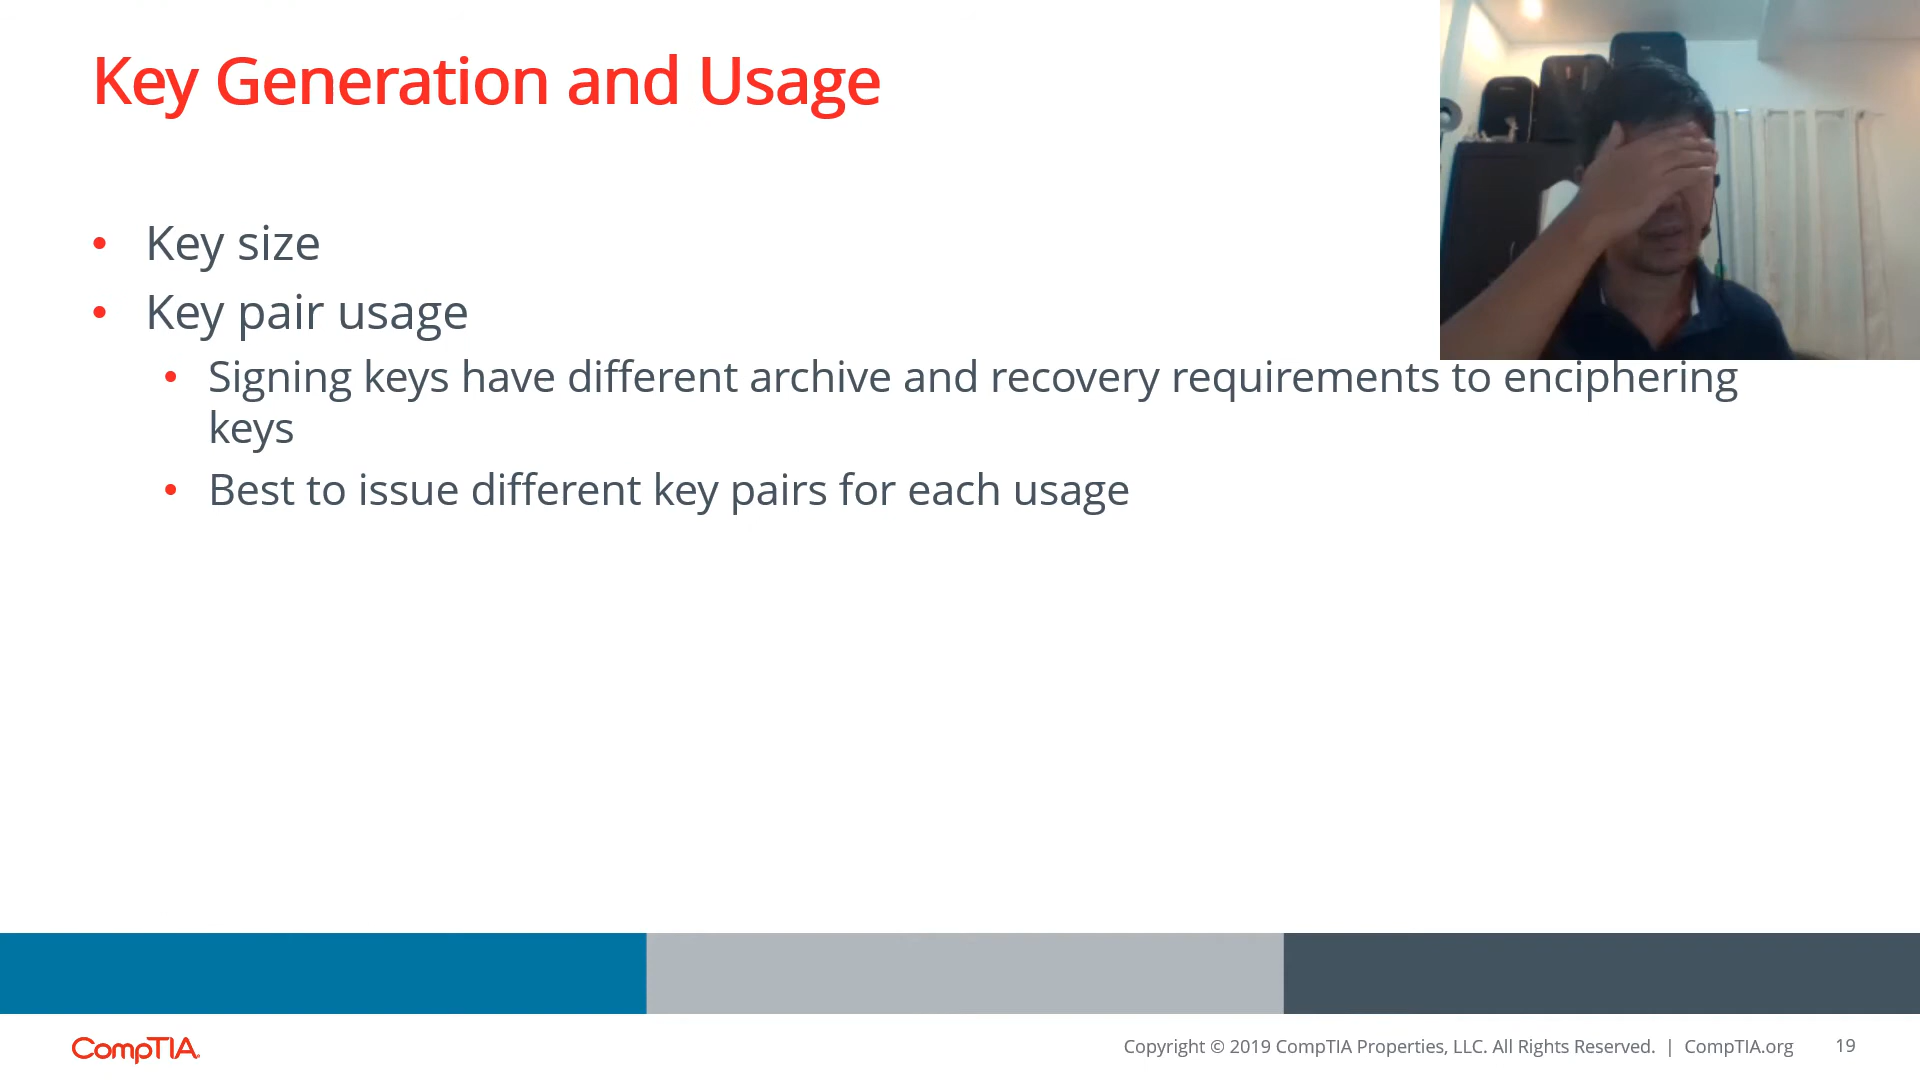 Key Generation and Usage
• Key size
• Key pair usage
• Signing keys have different archive and recovery requirements to enciphering
keys
• Best to issue different key pairs for each usage
CompTIA.
Copyright © 2019 CompTIA Properties, LLC. All Rights Reserved. | CompTIA.org 19